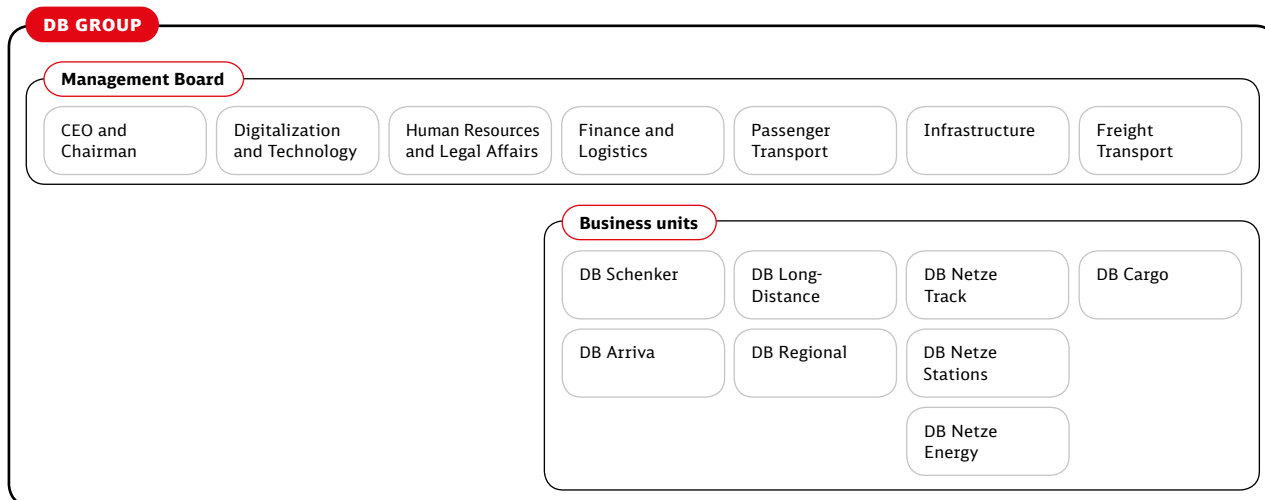 DB GROUP
Management Board
CEO and
Chairman
Digitalization
and Technology
Human Resources
and Legal Affairs
Finance and
Logistics
Passenger
Transport
Infrastructure
Freight
Transport
Business units
DB Schenker
DB Long-
Distance
DB Netze
Track
DB Cargo
DB Arriva
DB Regional
DB Netze
Stations
DB Netze
Energy